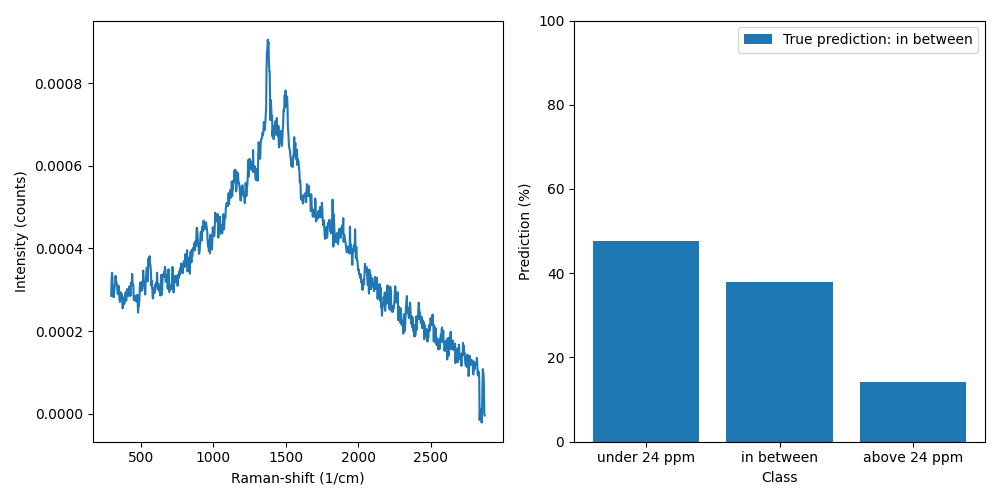 0.0008
0.0006
0.0004
0.0002
0.0000
Intensity (counts)
500 1000 1500 2000 2500
Raman-shift (1/cm)
100
80
60
40
20
0
Prediction (%)
True prediction: in between
under 24 ppm in between above 24 ppm
Class